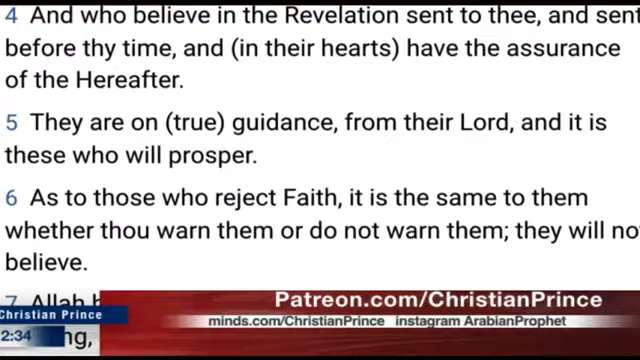 4 And who believe in the Revelation sent to thee, and sent
before thy time, and (in their hearts) have the assurance
of the Hereafter.
5 They are on (true) guidance, from their Lord, and it is
these who will prosper.
6 As to those who reject Faith, it is the same to them
whether thou warn them or do not warn them; they will no
believe.
7 Allah h
Patreon.com/ChristianPrince
Christian Prince
minds.com/ChristianPrince instagram ArabianProphet
2:34 ng,